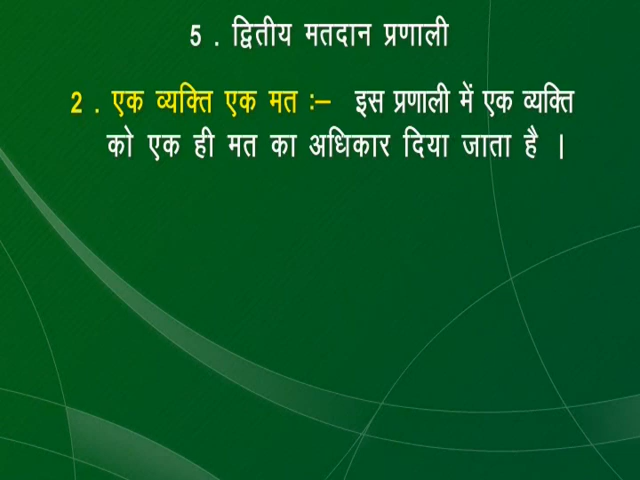 5 . द्वितीय मतदान प्रणाली
2 . एक व्यक्ति एक मत :– इस प्रणाली में एक व्यक्ति
को एक ही मत का अधिकार दिया जाता है ।